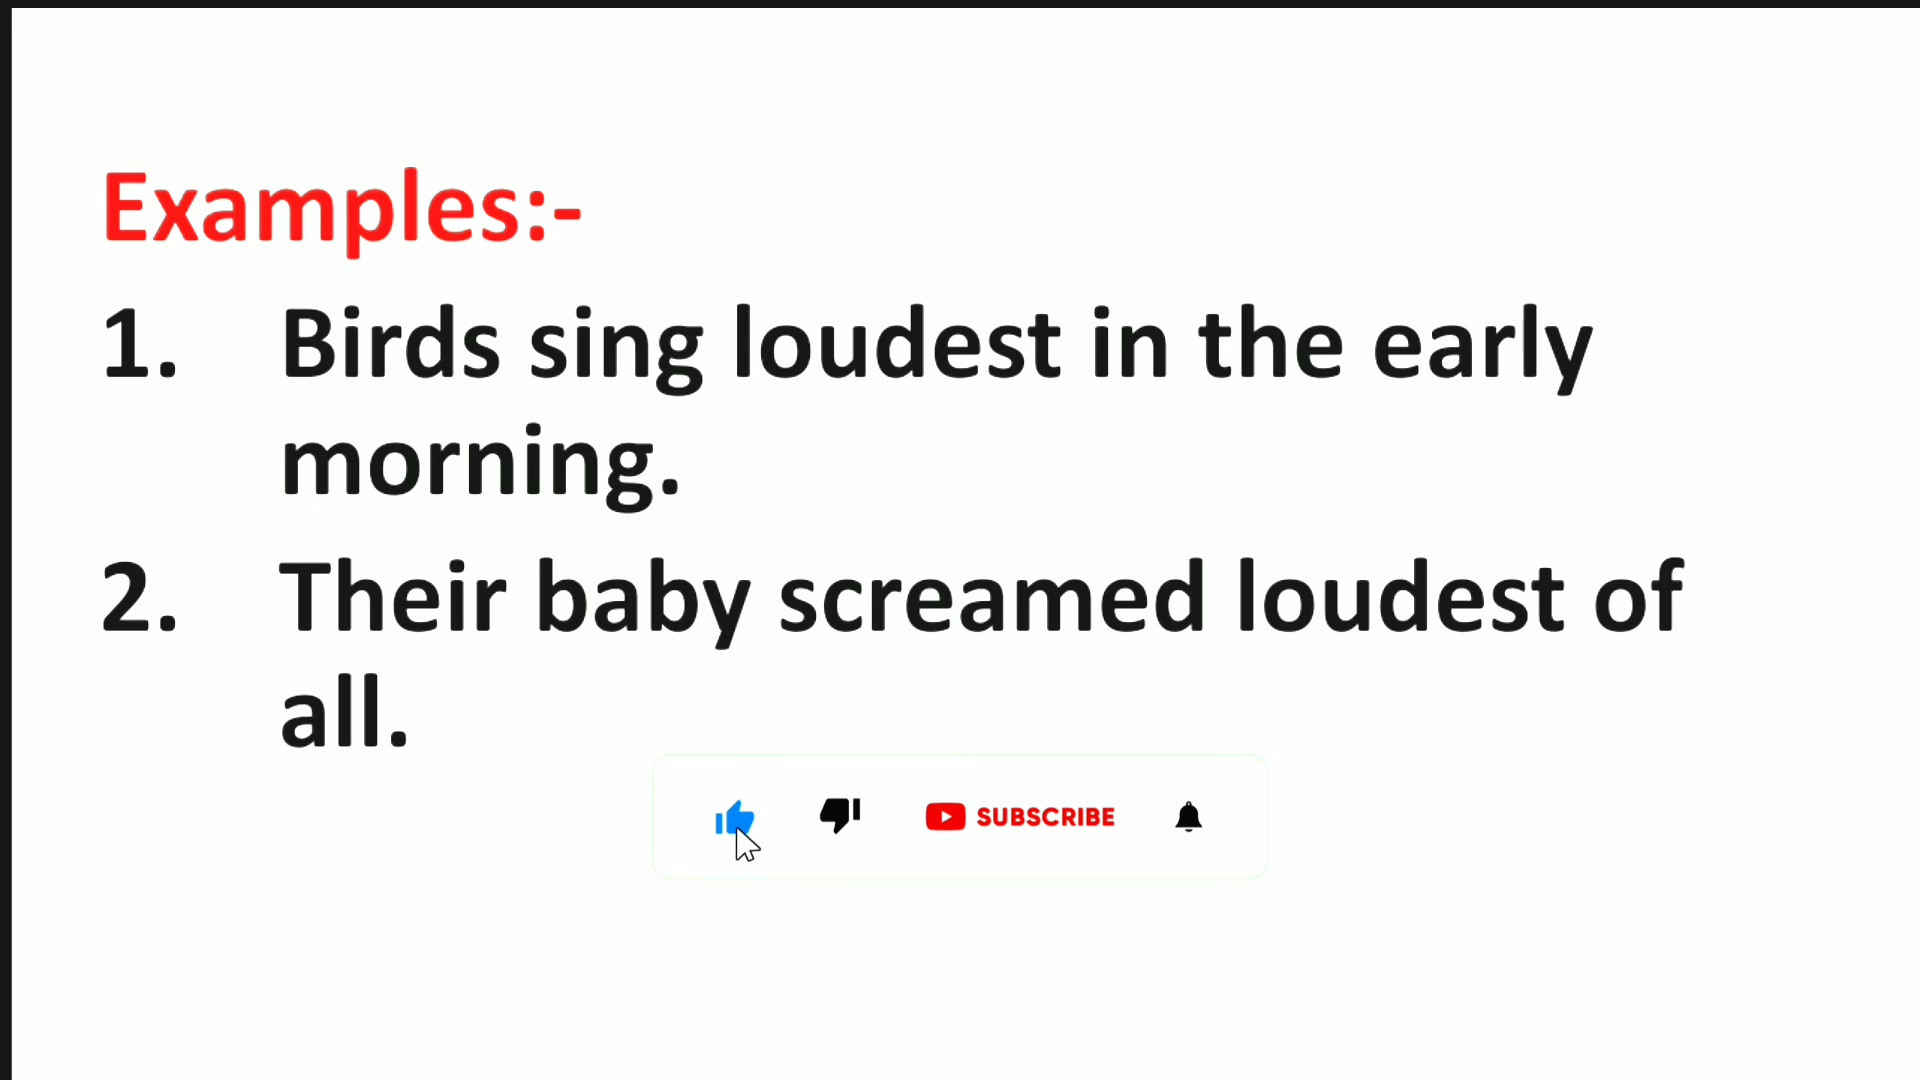 Examples:-
1. Birds sing loudest in the early
morning.
2. Their baby screamed loudest of
all.
SUBSCRIBE